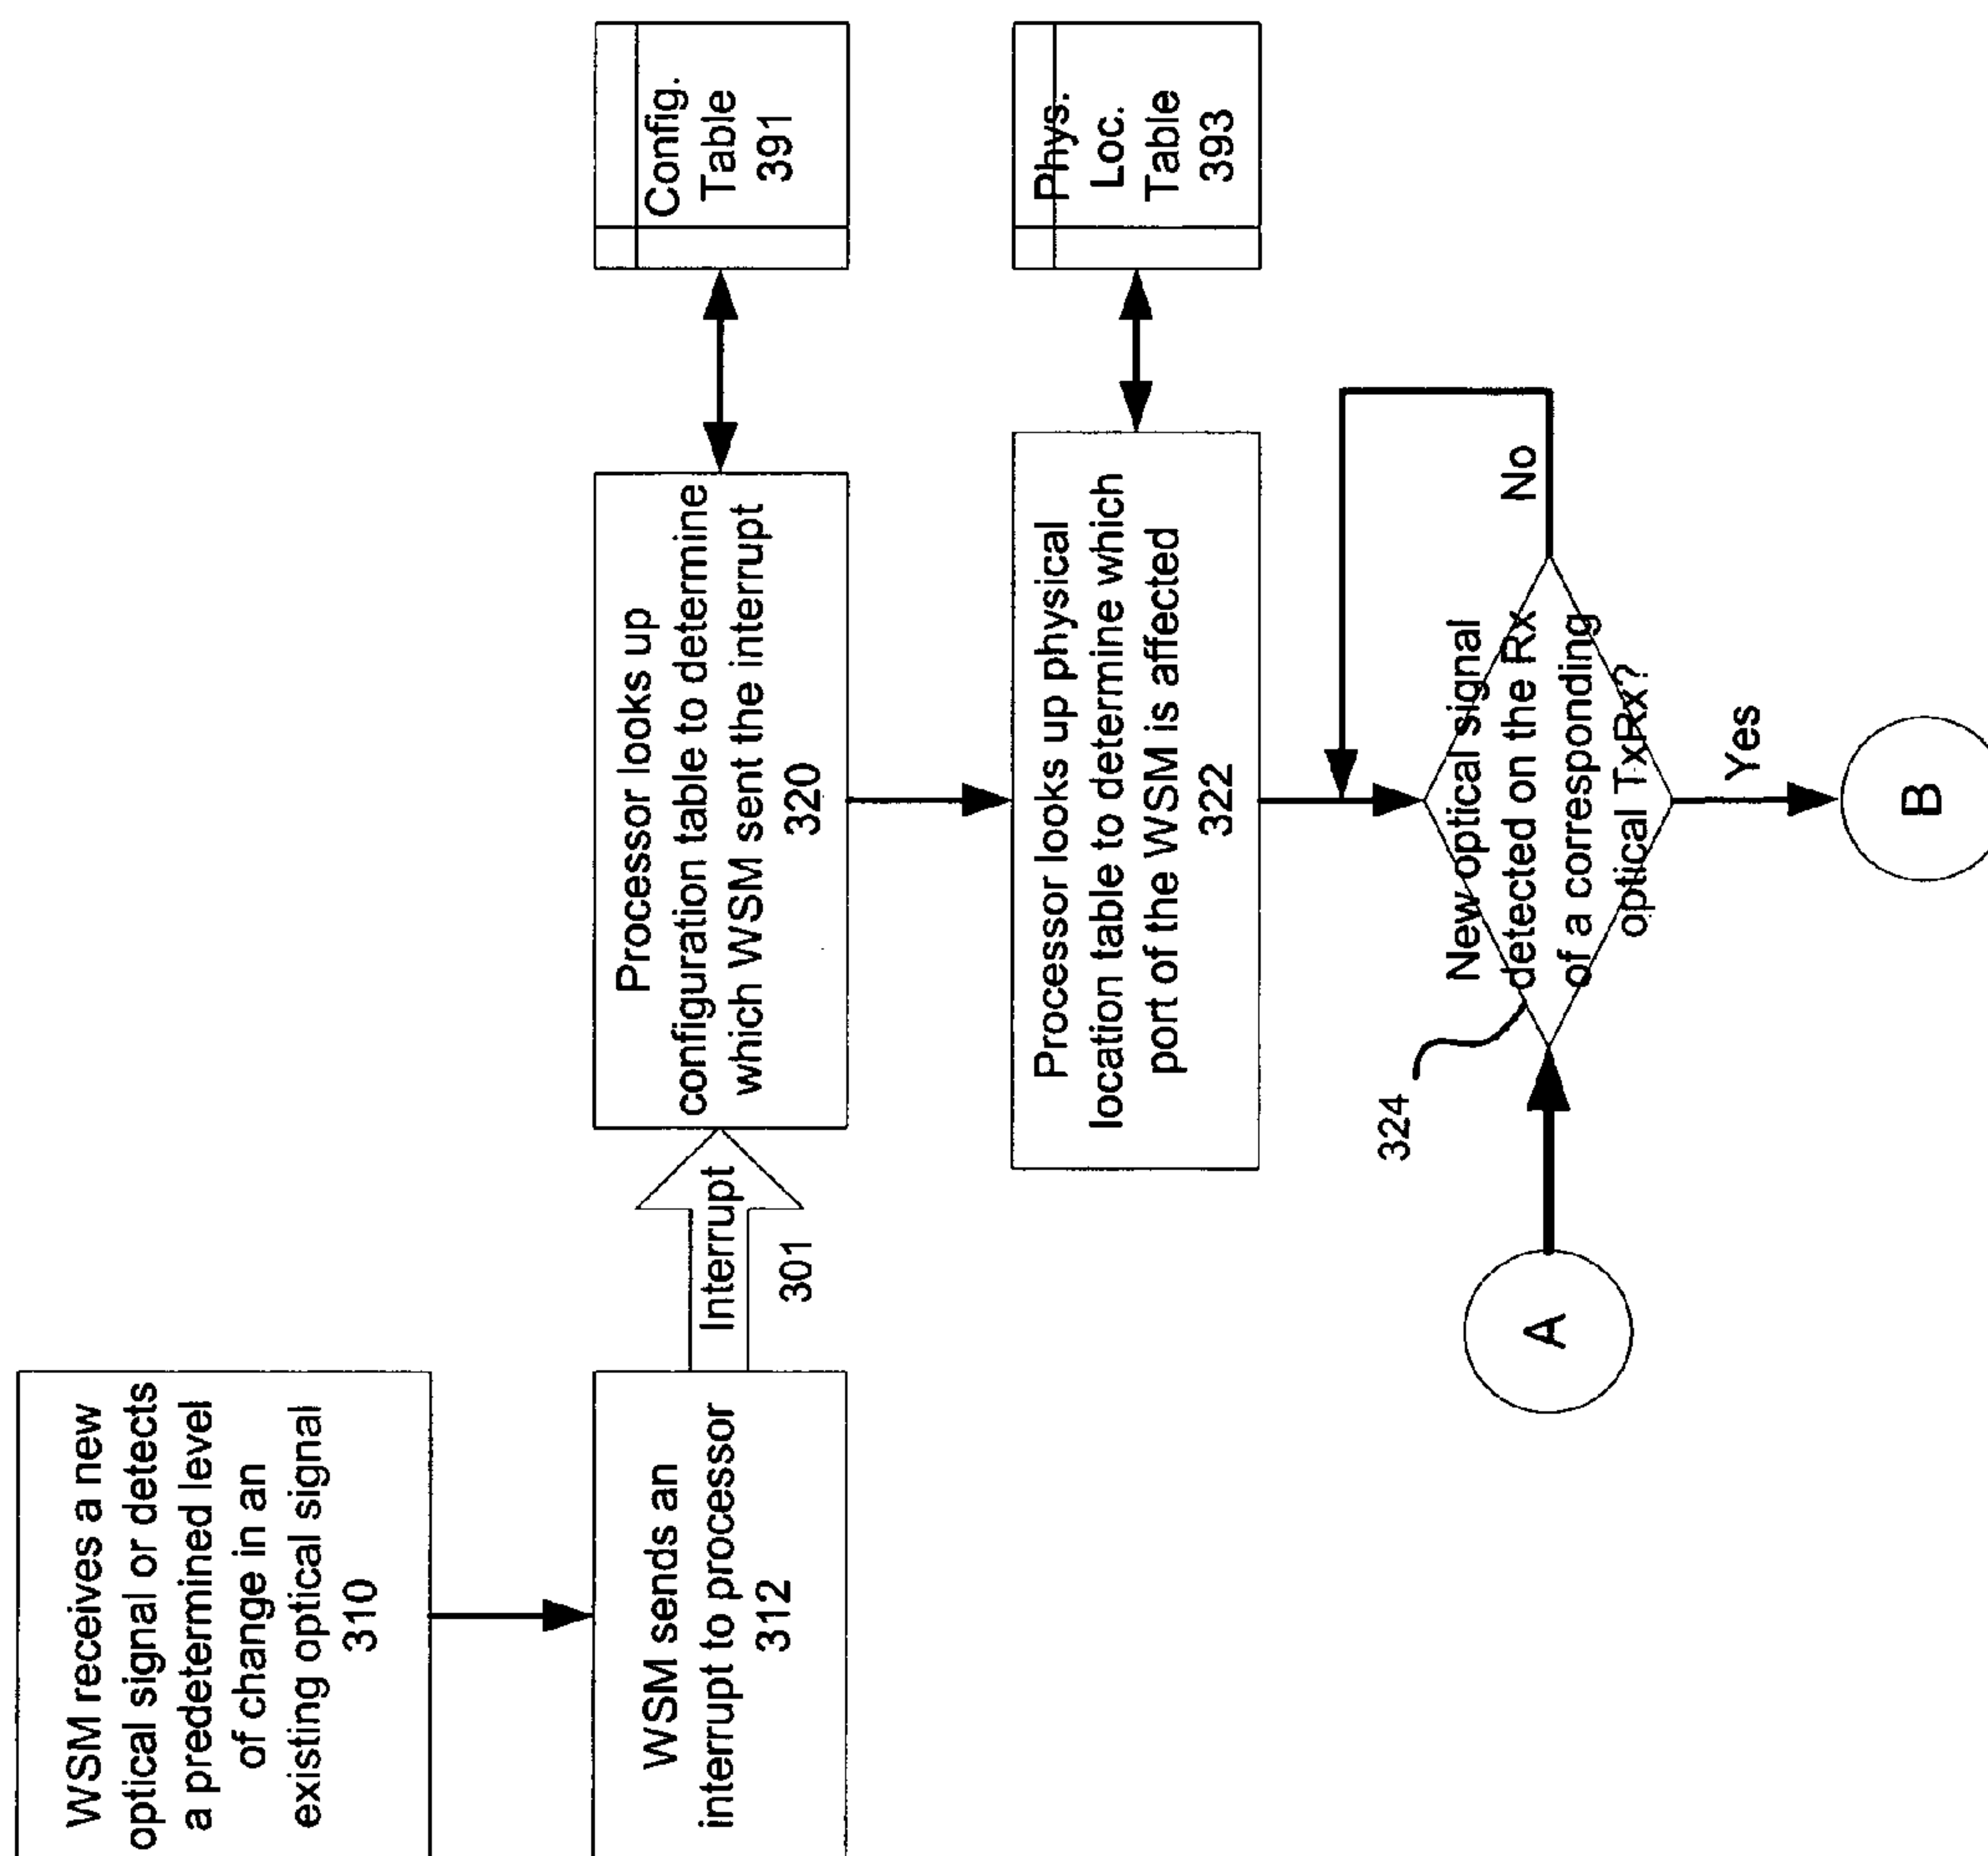 WSM receives a new
optical signal or detects
a predetermined level
of change in an
existing optical signal
310
WSM sends an
interrupt to processor
312
Interrupt
301
Processor looks up
configuration table to determine
which WSM sent the interrupt
320
Config.
Table
391
Processor looks up physical
location table to determine which
port of the WSM is affected
322
Phys.
Loc.
Table
393
324
New optical signal
detected on the Rx
of a corresponding
optical TxRx?
No
Yes
A
B